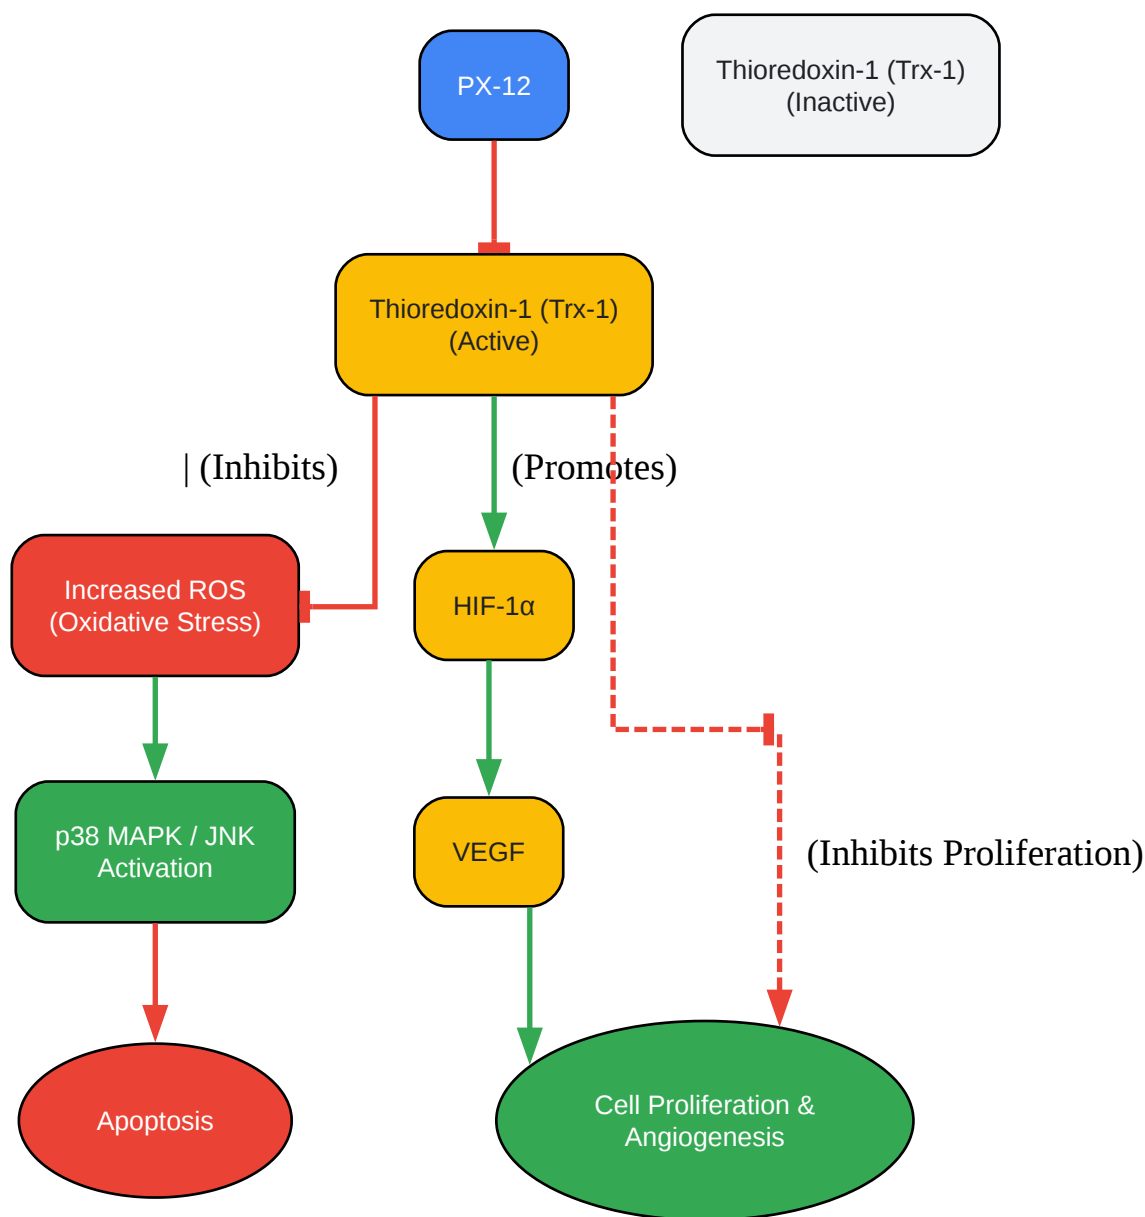 PX-12
Thioredoxin-1 (Trx-1)
(Inactive)
Thioredoxin-1 (Trx-1)
(Active)
| (Inhibits)
(Promotes)
Increased ROS
(Oxidative Stress)
HIF-1α
p38 MAPK / JNK
Activation
VEGF
(Inhibits Proliferation)
Apoptosis
Cell Proliferation &
Angiogenesis